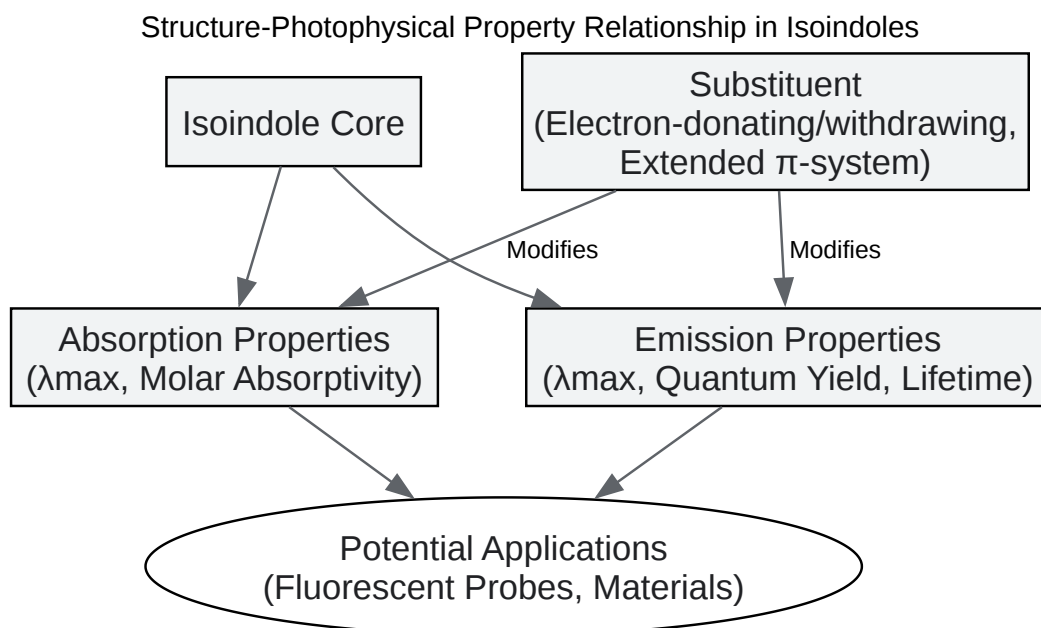 Structure-Photophysical Property Relationship in Isoindoles
Isoindole Core
Substituent
(Electron-donating/withdrawing,
Extended π-system)
Modifies
Modifies
Absorption Properties
(λmax, Molar Absorptivity)
Emission Properties
(λmax, Quantum Yield, Lifetime)
Potential Applications
(Fluorescent Probes, Materials)